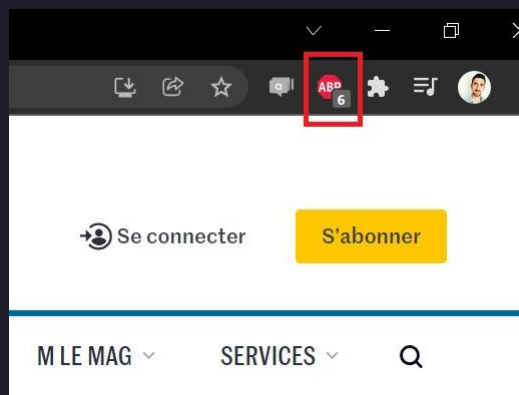 ABP
6
Se connecter
S'abonner
M LE MAG
SERVICES